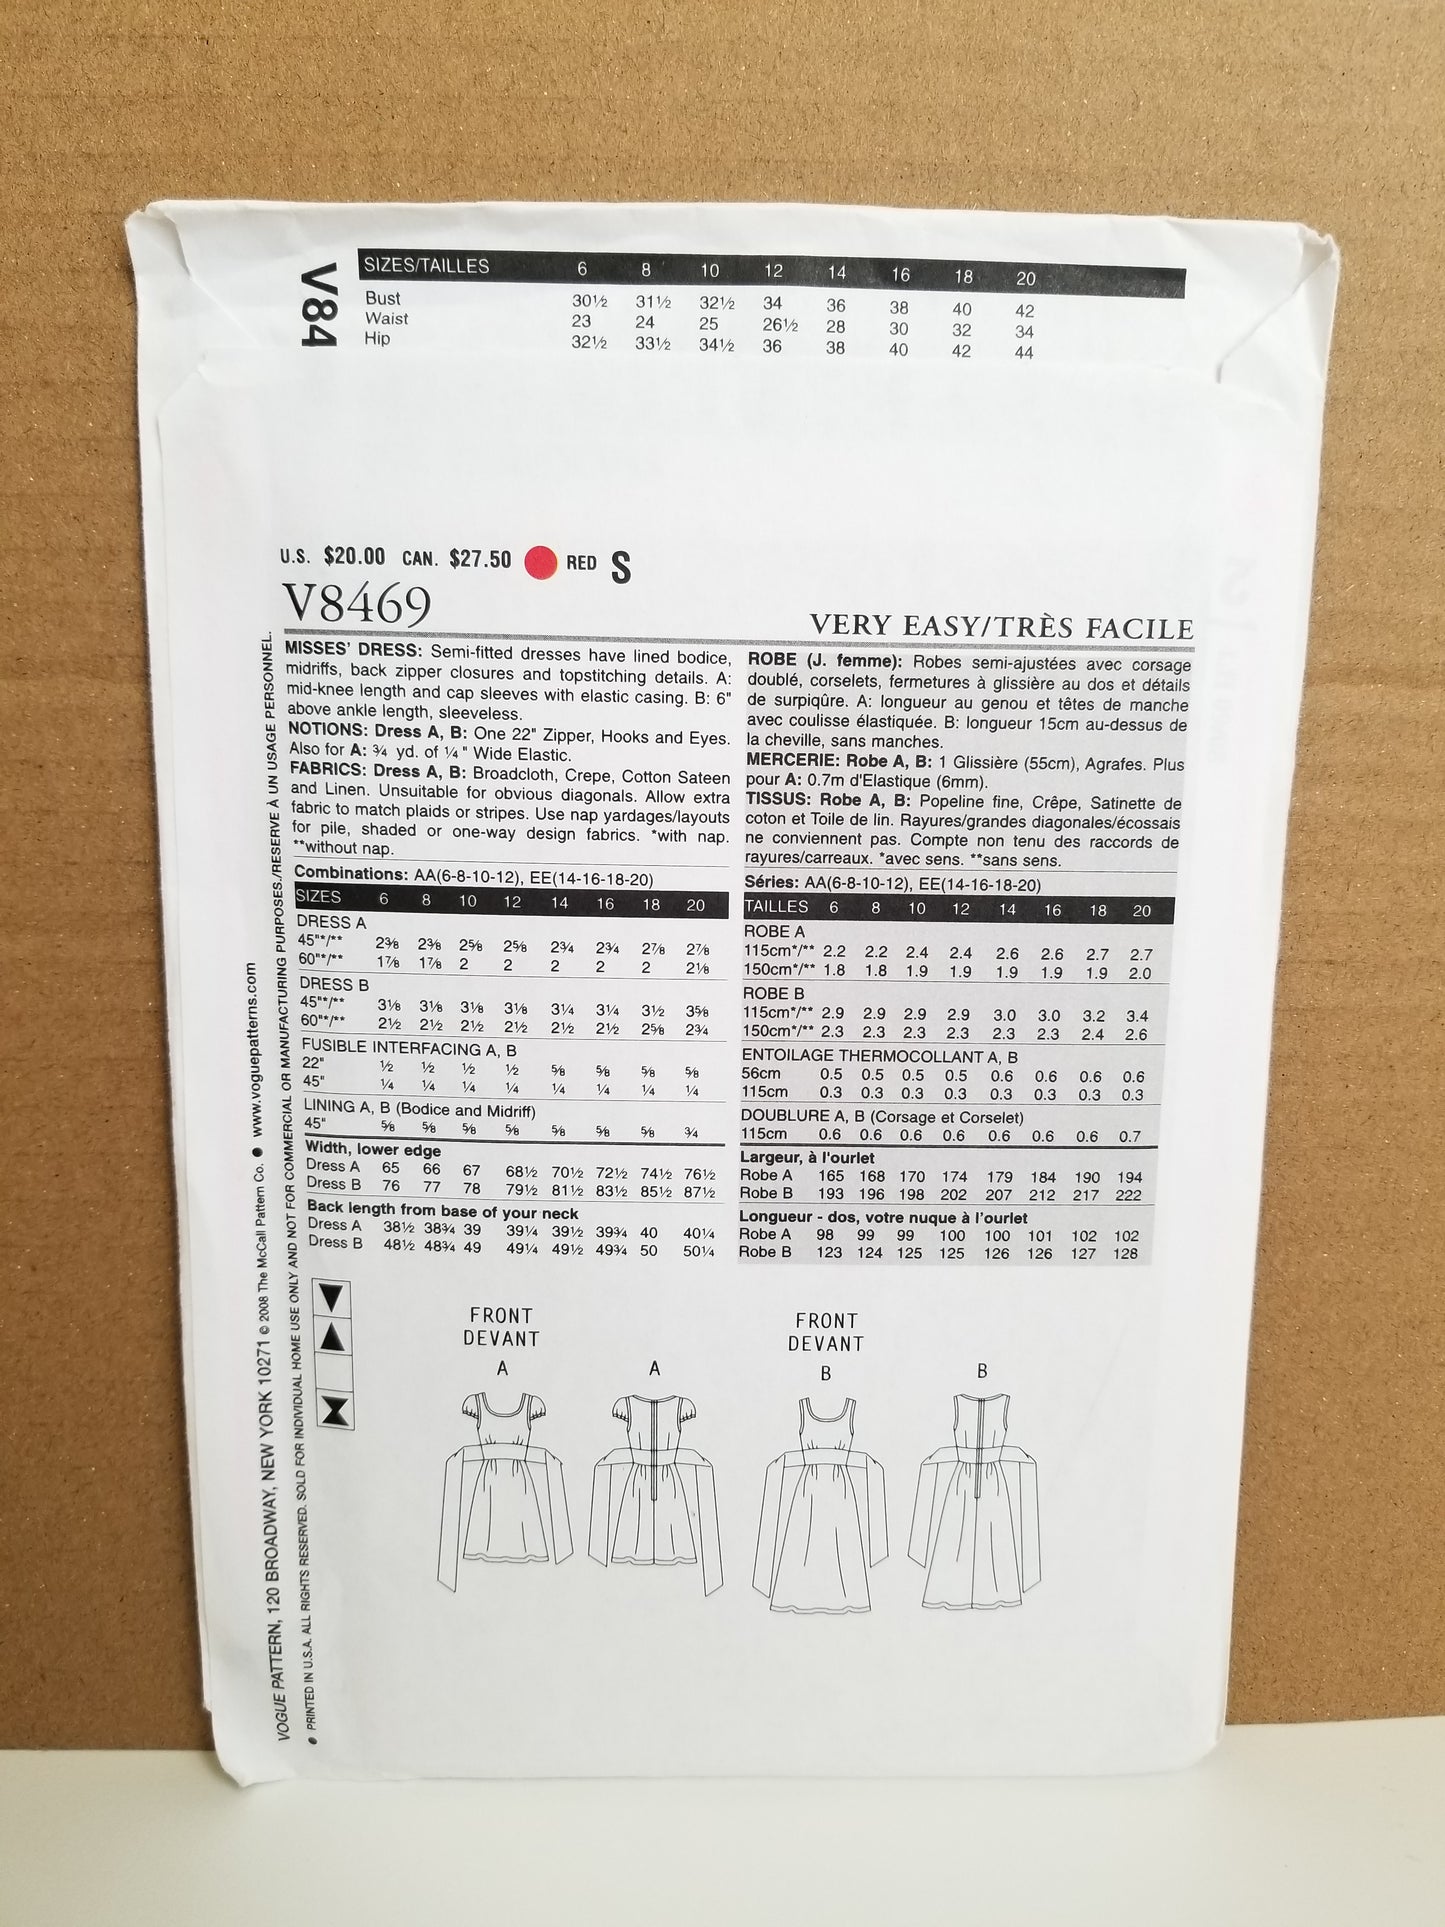 V84
SIZES/TAILLES 6 8 10 12 14 16 18 20
Bust 30½ 31½ 32½ 34 36 38 40 42
Waist 23 24 25 26½ 28 30 32 34
Hip 32½ 33½ 34½ 36 38 40 42 44
U.S. $20.00 CAN. $27.50 RED S
V8469
VERY EASY/TRÈS FACILE
MISSES' DRESS: Semi-fitted dresses have lined bodice,
midriffs, back zipper closures and topstitching details. A:
mid-knee length and cap sleeves with elastic casing. B: 6"
above ankle length, sleeveless.
NOTIONS: Dress A, B: One 22" Zipper, Hooks and Eyes.
Also for A: ¾ yd. of ¼" Wide Elastic.
FABRICS: Dress A, B: Broadcloth, Crepe, Cotton Sateen
and Linen. Unsuitable for obvious diagonals. Allow extra
fabric to match plaids or stripes. Use nap yardages/layouts
for pile, shaded or one-way design fabrics. *with nap.
**without nap.
Combinations: AA(6-8-10-12), EE(14-16-18-20)
SIZES 6 8 10 12 14 16 18 20
DRESS A
45"*/** 2⅜ 2⅜ 2⅝ 2⅝ 2¾ 2¾ 2⅞ 2⅞
60"*/** 1⅞ 1⅞ 2 2 2 2 2 2⅛
DRESS B
45"*/** 3⅛ 3⅛ 3⅛ 3⅛ 3¼ 3¼ 3½ 3⅝
60"*/** 2½ 2½ 2½ 2½ 2½ 2½ 2⅝ 2¾
FUSIBLE INTERFACING A, B
22" ½ ½ ½ ½ ⅝ ⅝ ⅝ ⅝
45" ¼ ¼ ¼ ¼ ¼ ¼ ¼ ¼
LINING A, B (Bodice and Midriff)
45" ⅝ ⅝ ⅝ ⅝ ⅝ ⅝ ⅝ ¾
Width, lower edge
Dress A 65 66 67 68½ 70½ 72½ 74½ 76½
Dress B 76 77 78 79½ 81½ 83½ 85½ 87½
Back length from base of your neck
Dress A 38½ 38¾ 39 39¼ 39½ 39¾ 40 40¼
Dress B 48½ 48¾ 49 49¼ 49½ 49¾ 50 50¼
ROBE (J. femme): Robes semi-ajustées avec corsage
doublé, corselets, fermetures à glissière au dos et détails
de surpiqûre. A: longueur au genou et têtes de manche
avec coulisse élastiquée. B: longueur 15cm au-dessus de
la cheville, sans manches.
MERCERIE: Robe A, B: 1 Glissière (55cm), Agrafes. Plus
pour A: 0.7m d'Elastique (6mm).
TISSUS: Robe A, B: Popeline fine, Crêpe, Satinette de
coton et Toile de lin. Rayures/grandes diagonales/écossais
ne conviennent pas. Compte non tenu des raccords de
rayures/carreaux. *avec sens. **sans sens.
Séries: AA(6-8-10-12), EE(14-16-18-20)
TAILLES 6 8 10 12 14 16 18 20
ROBE A
115cm*/** 2.2 2.2 2.4 2.4 2.6 2.6 2.7 2.7
150cm*/** 1.8 1.8 1.9 1.9 1.9 1.9 1.9 2.0
ROBE B
115cm*/** 2.9 2.9 2.9 2.9 3.0 3.0 3.2 3.4
150cm*/** 2.3 2.3 2.3 2.3 2.3 2.3 2.4 2.6
ENTOILAGE THERMOCOLLANT A, B
56cm 0.5 0.5 0.5 0.5 0.6 0.6 0.6 0.6
115cm 0.3 0.3 0.3 0.3 0.3 0.3 0.3 0.3
DOUBLURE A, B (Corsage et Corselet)
115cm 0.6 0.6 0.6 0.6 0.6 0.6 0.6 0.7
Largeur, à l'ourlet
Robe A 165 168 170 174 179 184 190 194
Robe B 193 196 198 202 207 212 217 222
Longueur - dos, votre nuque à l'ourlet
Robe A 98 99 99 100 100 101 102 102
Robe B 123 124 125 125 126 126 127 128
FRONT
DEVANT
A A
FRONT
DEVANT
B B
VOGUE PATTERN, 120 BROADWAY, NEW YORK 10271 © 2008 The McCall Pattern Co. ● www.voguepatterns.com
● PRINTED IN U.S.A. ALL RIGHTS RESERVED. SOLD FOR INDIVIDUAL HOME USE ONLY AND NOT FOR COMMERCIAL OR MANUFACTURING PURPOSES./RESERVE À UN USAGE PERSONNEL.